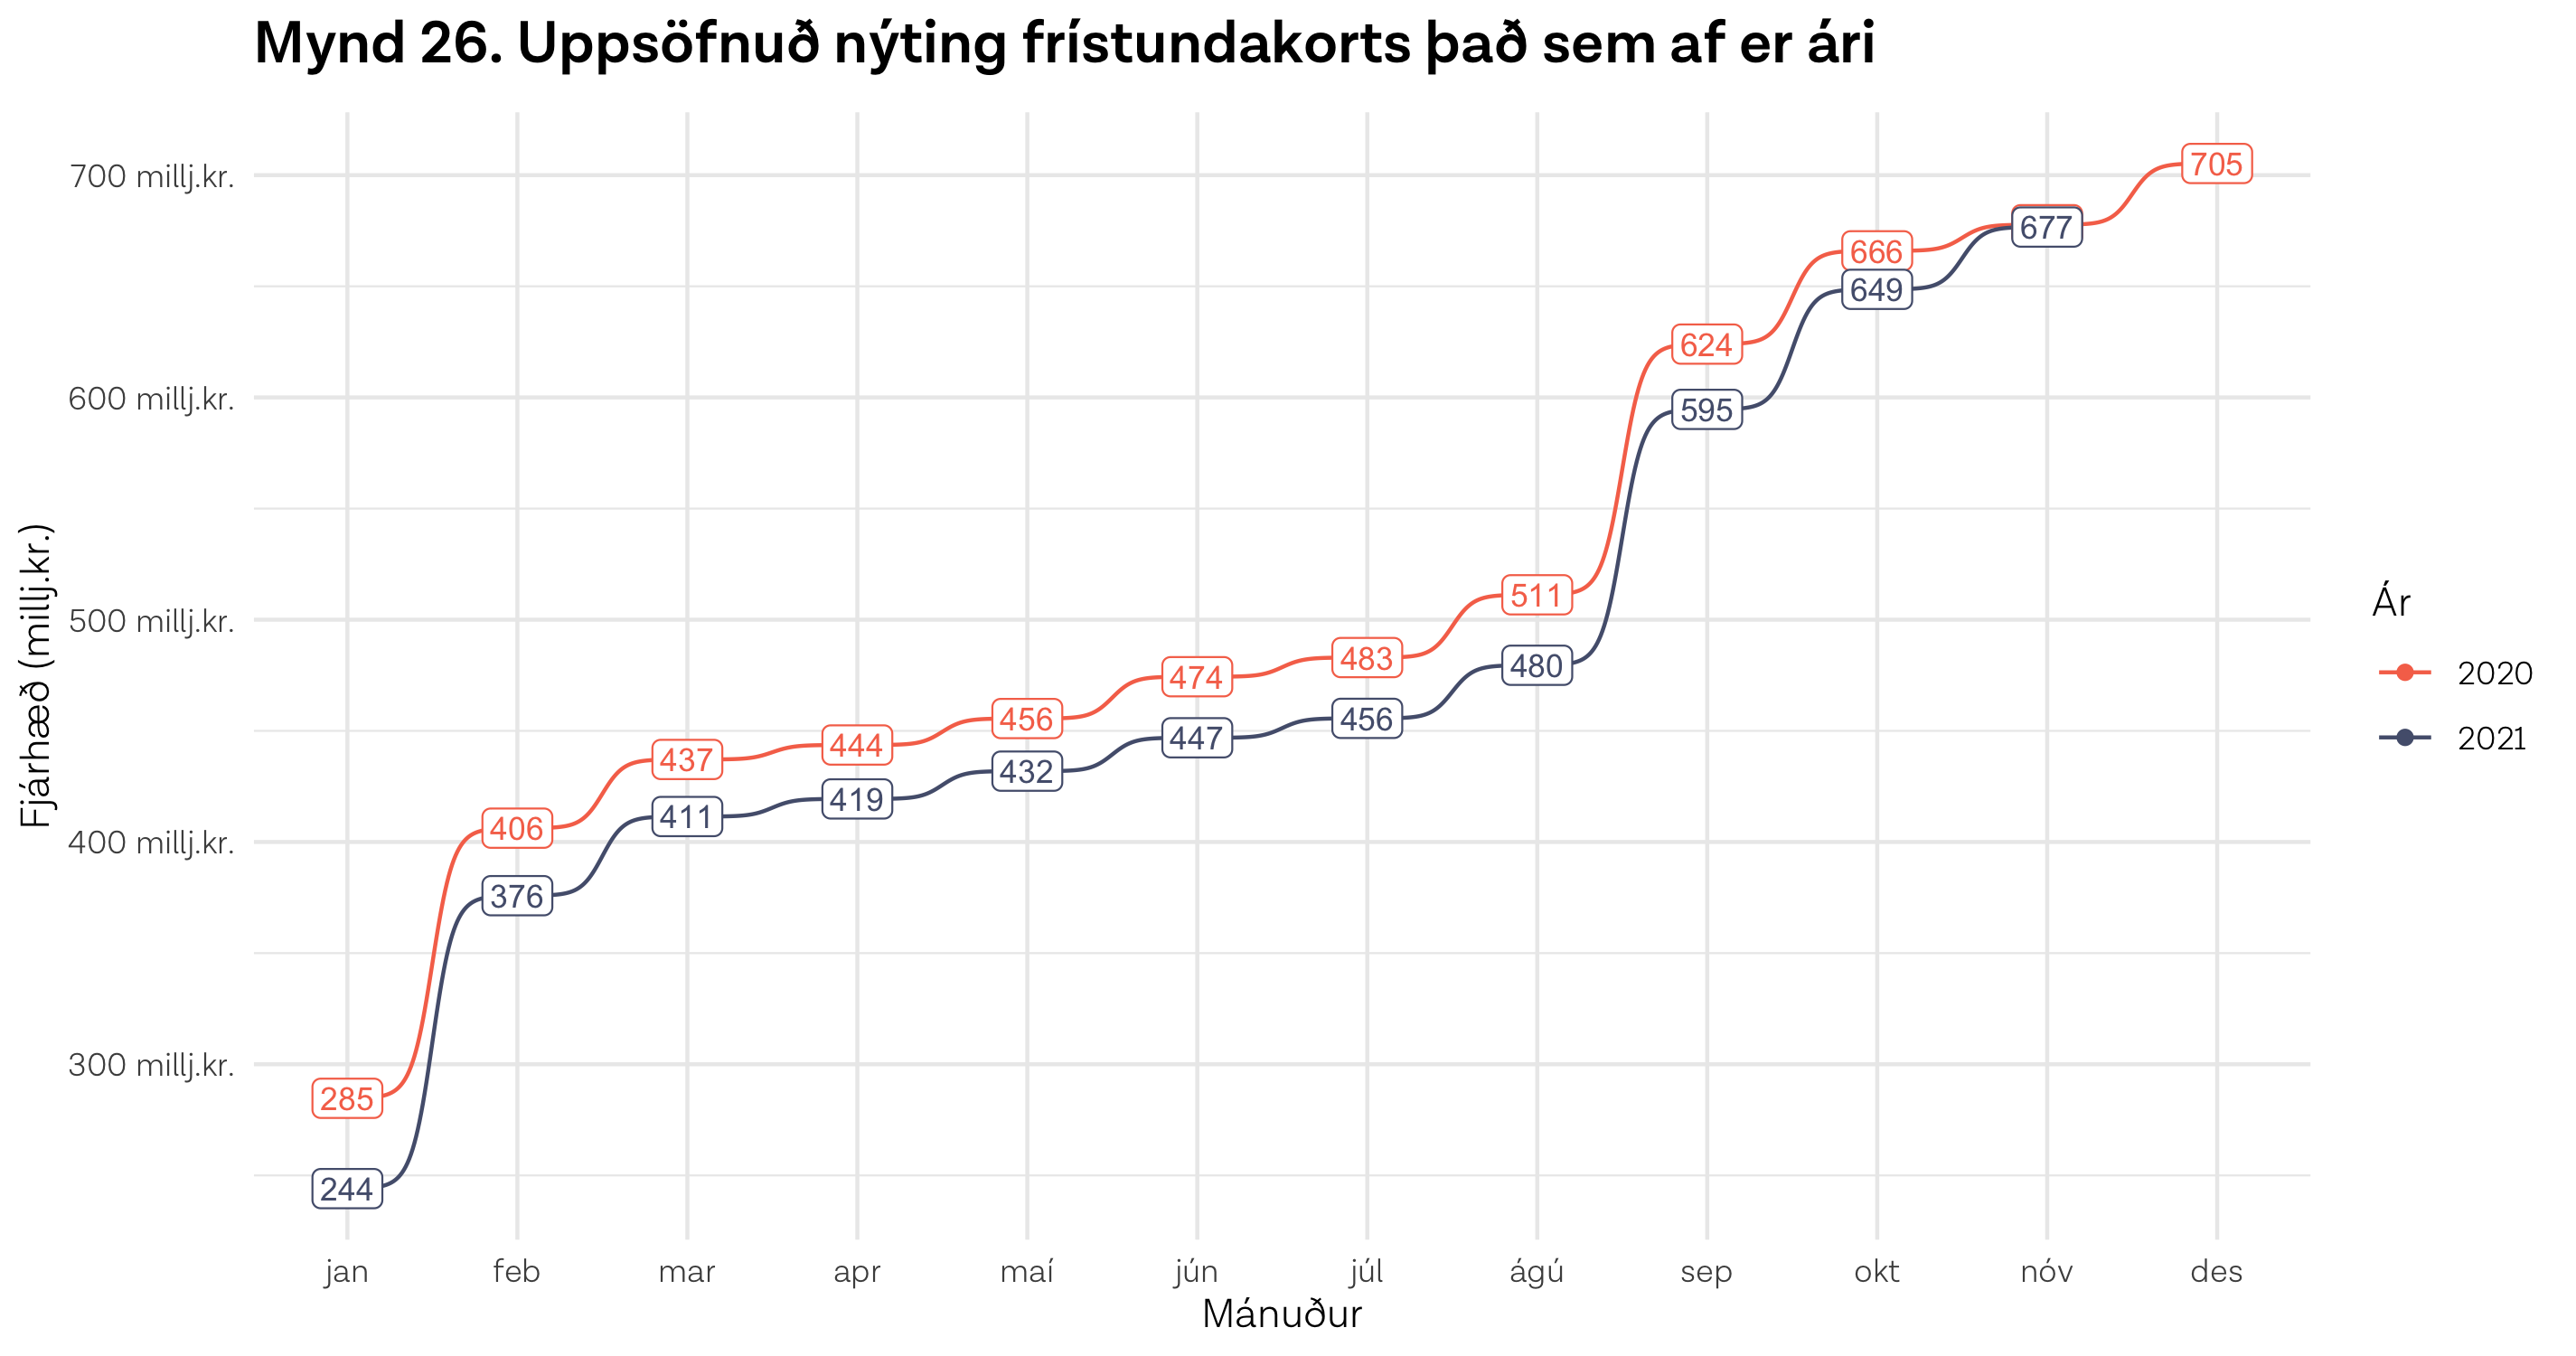 Mynd 26. Uppsöfnuð nýting frístundakorts það sem af er ári
Fjárhæð (millj.kr.)
700 millj.kr.
600 millj.kr.
500 millj.kr.
400 millj.kr.
300 millj.kr.
285
406
437
444
456
474
483
511
624
666
705
244
376
411
419
432
447
456
480
595
649
677
jan feb mar apr maí jún júl ágú sep okt nóv des
Mánuður
Ár
2020
2021